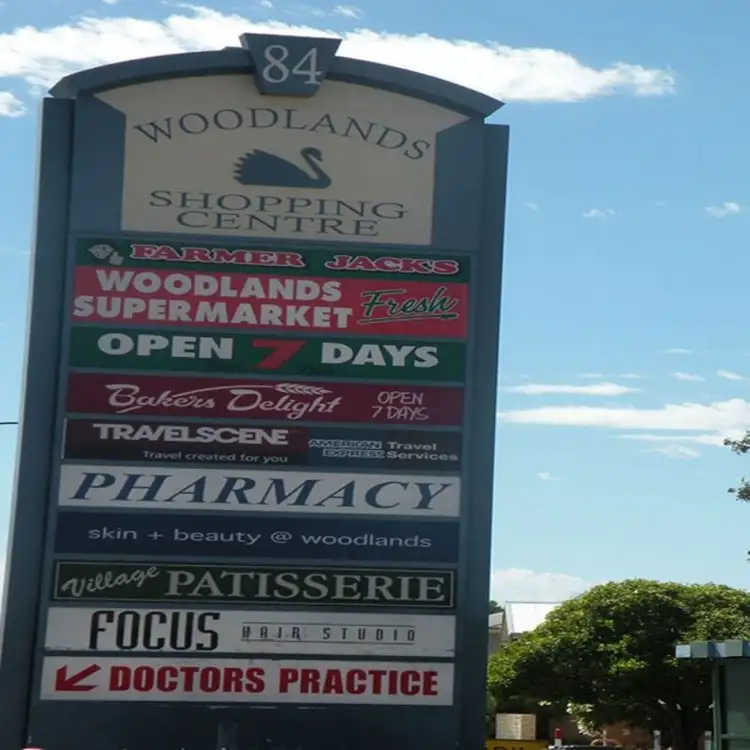 84
WOODLANDS
SHOPPING
CENTRE
FARMER JACK'S
WOODLANDS
SUPERMARKET Fresh
OPEN 7 DAYS
Bakers Delight OPEN
7 DAYS
TRAVELSCENE
Travel created for you
AMERICAN EXPRESS Travel Services
PHARMACY
skin + beauty @ woodlands
Village PATISSERIE
FOCUS HAIR STUDIO
DOCTORS PRACTICE